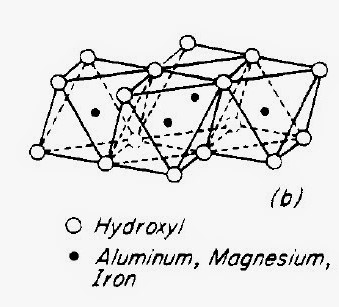 (b)
Hydroxyl
Aluminum, Magnesium,
Iron